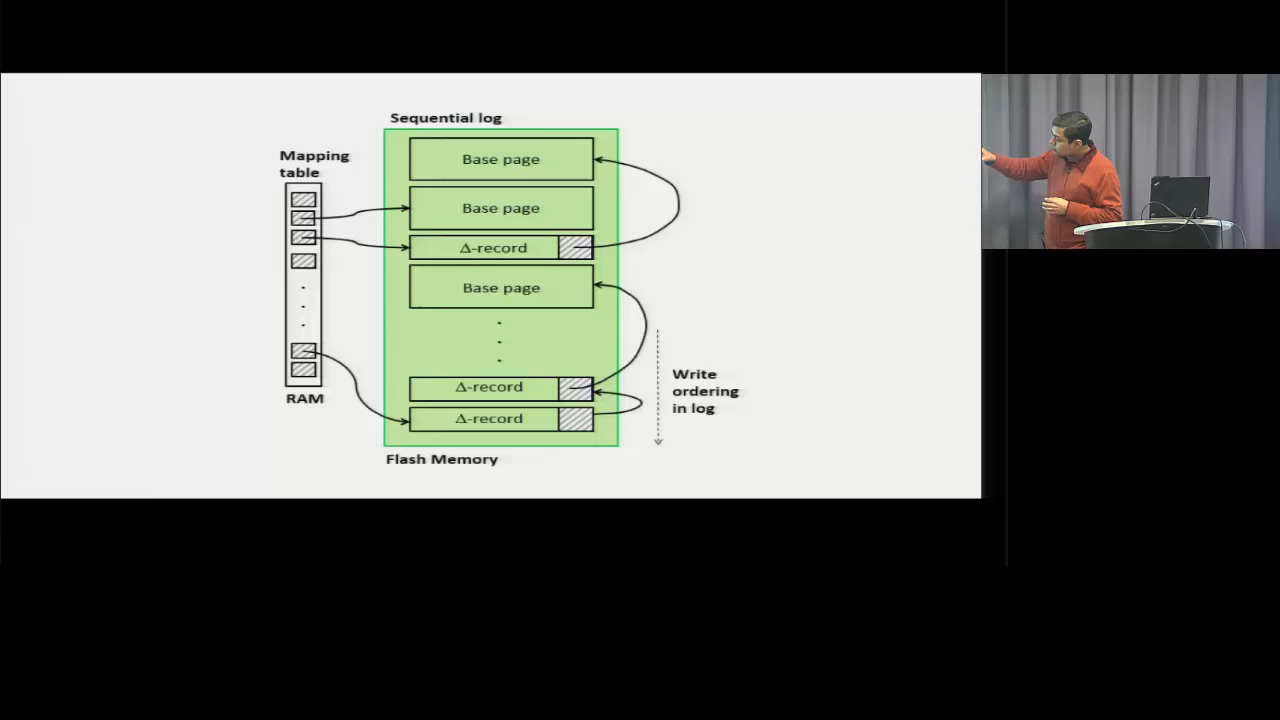 Sequential log
Mapping
table
Base page
Base page
Δ-record
Base page
Δ-record
Δ-record
RAM
Write
ordering
in log
Flash Memory